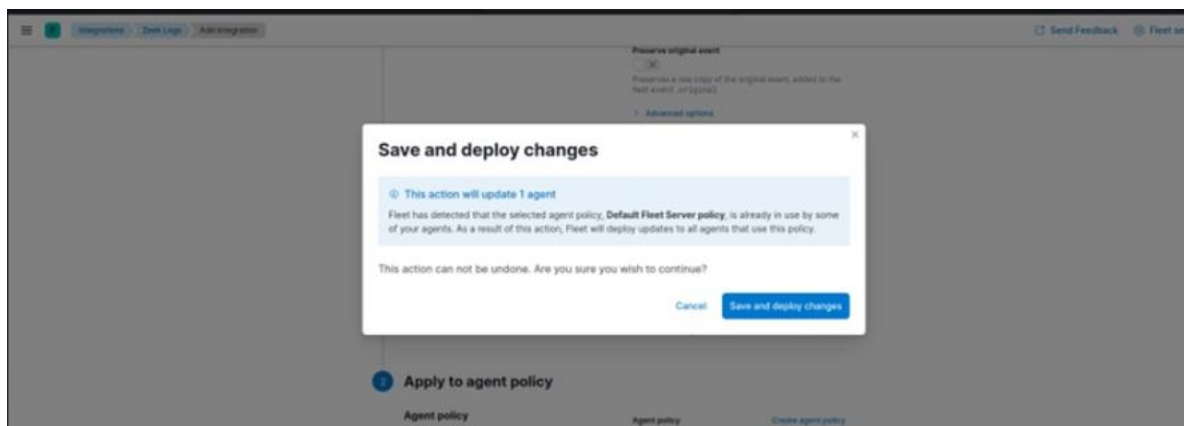 Integrations
Zeek Logs
Add integration
Send Feedback
Fleet se
Preserve original event
Preserves a raw copy of the original event, added to the
field event.original
Advanced options
Save and deploy changes
This action will update 1 agent
Fleet has detected that the selected agent policy, Default Fleet Server policy, is already in use by some
of your agents. As a result of this action, Fleet will deploy updates to all agents that use this policy.
This action can not be undone. Are you sure you wish to continue?
Cancel
Save and deploy changes
2
Apply to agent policy
Agent policy
Agent policy
Create agent policy